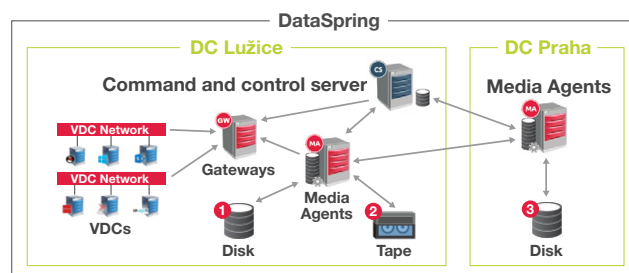 DataSpring
DC Lužice
DC Praha
Command and control server
CS
Media Agents
MA
VDC Network
GW
MA
VDC Network
Gateways
Media
Agents
VDCs
1
2
3
Disk
Tape
Disk